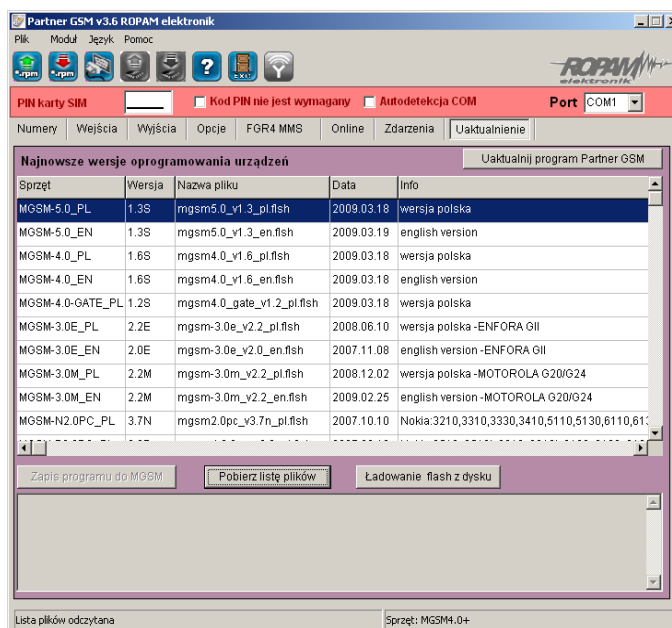 Partner GSM v3.6 ROPAM elektronik
Plik Moduł Język Pomoc
.rpm .rpm ? EXIT ROPAM
elektronik
PIN karty SIM Kod PIN nie jest wymagany Autodetekcja COM Port COM1
Numery Wejścia Wyjścia Opcje FGR4 MMS Online Zdarzenia Uaktualnienie
Najnowsze wersje oprogramowania urządzeń Uaktualnij program Partner GSM
Sprzęt Wersja Nazwa pliku Data Info
MGSM-5.0_PL 1.3S mgsm5.0_v1.3_pl.flsh 2009.03.18 wersja polska
MGSM-5.0_EN 1.3S mgsm5.0_v1.3_en.flsh 2009.03.19 english version
MGSM-4.0_PL 1.6S mgsm4.0_v1.6_pl.flsh 2009.03.18 wersja polska
MGSM-4.0_EN 1.6S mgsm4.0_v1.6_en.flsh 2009.03.18 english version
MGSM-4.0-GATE_PL 1.2S mgsm4.0_gate_v1.2_pl.flsh 2009.03.18 wersja polska
MGSM-3.0E_PL 2.2E mgsm-3.0e_v2.2_pl.flsh 2008.06.10 wersja polska -ENFORA GII
MGSM-3.0E_EN 2.0E mgsm-3.0e_v2.0_en.flsh 2007.11.08 english version -ENFORA GII
MGSM-3.0M_PL 2.2M mgsm-3.0m_v2.2_pl.flsh 2008.12.02 wersja polska -MOTOROLA G20/G24
MGSM-3.0M_EN 2.2M mgsm-3.0m_v2.2_en.flsh 2009.02.25 english version -MOTOROLA G20/G24
MGSM-N2.0PC_PL 3.7N mgsm2.0pc_v3.7n_pl.flsh 2007.10.10 Nokia:3210,3310,3330,3410,5110,5130,6110,613
Zapis programu do MGSM Pobierz listę plików Ładowanie flash z dysku
Lista plików odczytana Sprzęt: MGSM4.0+